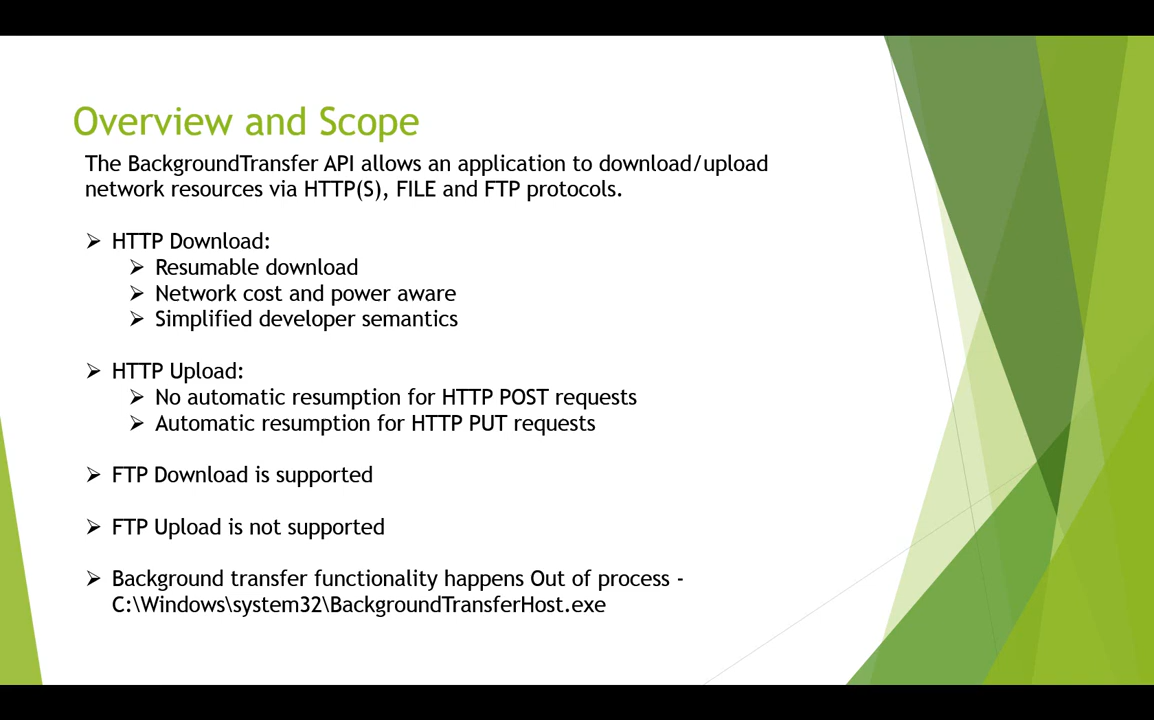 Overview and Scope
The BackgroundTransfer API allows an application to download/upload
network resources via HTTP(S), FILE and FTP protocols.
➢ HTTP Download:
➢ Resumable download
➢ Network cost and power aware
➢ Simplified developer semantics
➢ HTTP Upload:
➢ No automatic resumption for HTTP POST requests
➢ Automatic resumption for HTTP PUT requests
➢ FTP Download is supported
➢ FTP Upload is not supported
➢ Background transfer functionality happens Out of process -
C:\Windows\system32\BackgroundTransferHost.exe